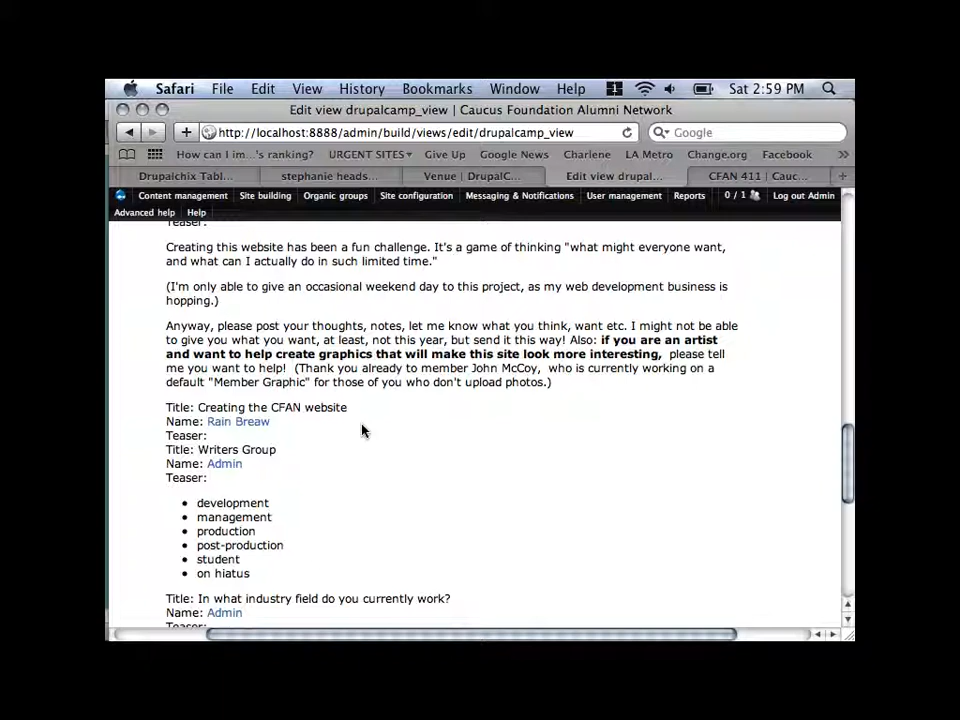 Safari File Edit View History Bookmarks Window Help 1 Sat 2:59 PM
Edit view drupalcamp_view | Caucus Foundation Alumni Network
http://localhost:8888/admin/build/views/edit/drupalcamp_view Google
How can I im...'s ranking? URGENT SITES Give Up Google News Charlene LA Metro Change.org Facebook
Drupalchix Tabl... stephanie heads... Venue | DrupalC... Edit view drupal... CFAN 411 | Cauc...
Content management Site building Organic groups Site configuration Messaging & Notifications User management Reports 0 / 1 Log out Admin
Advanced help Help
Teaser:
Creating this website has been a fun challenge. It's a game of thinking "what might everyone want,
and what can I actually do in such limited time."
(I'm only able to give an occasional weekend day to this project, as my web development business is
hopping.)
Anyway, please post your thoughts, notes, let me know what you think, want etc. I might not be able
to give you what you want, at least, not this year, but send it this way! Also: if you are an artist
and want to help create graphics that will make this site look more interesting, please tell
me you want to help! (Thank you already to member John McCoy, who is currently working on a
default "Member Graphic" for those of you who don't upload photos.)
Title: Creating the CFAN website
Name: Rain Breaw
Teaser:
Title: Writers Group
Name: Admin
Teaser:
• development
• management
• production
• post-production
• student
• on hiatus
Title: In what industry field do you currently work?
Name: Admin
Teaser: